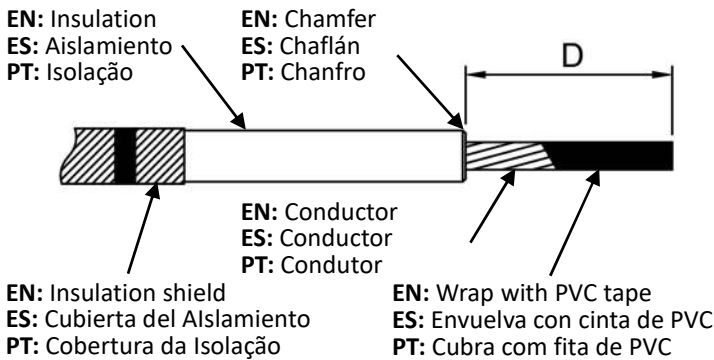 EN: Insulation
ES: Aislamiento
PT: Isolação
EN: Chamfer
ES: Chaflán
PT: Chanfro
D
EN: Conductor
ES: Conductor
PT: Condutor
EN: Insulation shield
ES: Cubierta del AIslamiento
PT: Cobertura da Isolação
EN: Wrap with PVC tape
ES: Envuelva con cinta de PVC
PT: Cubra com fita de PVC